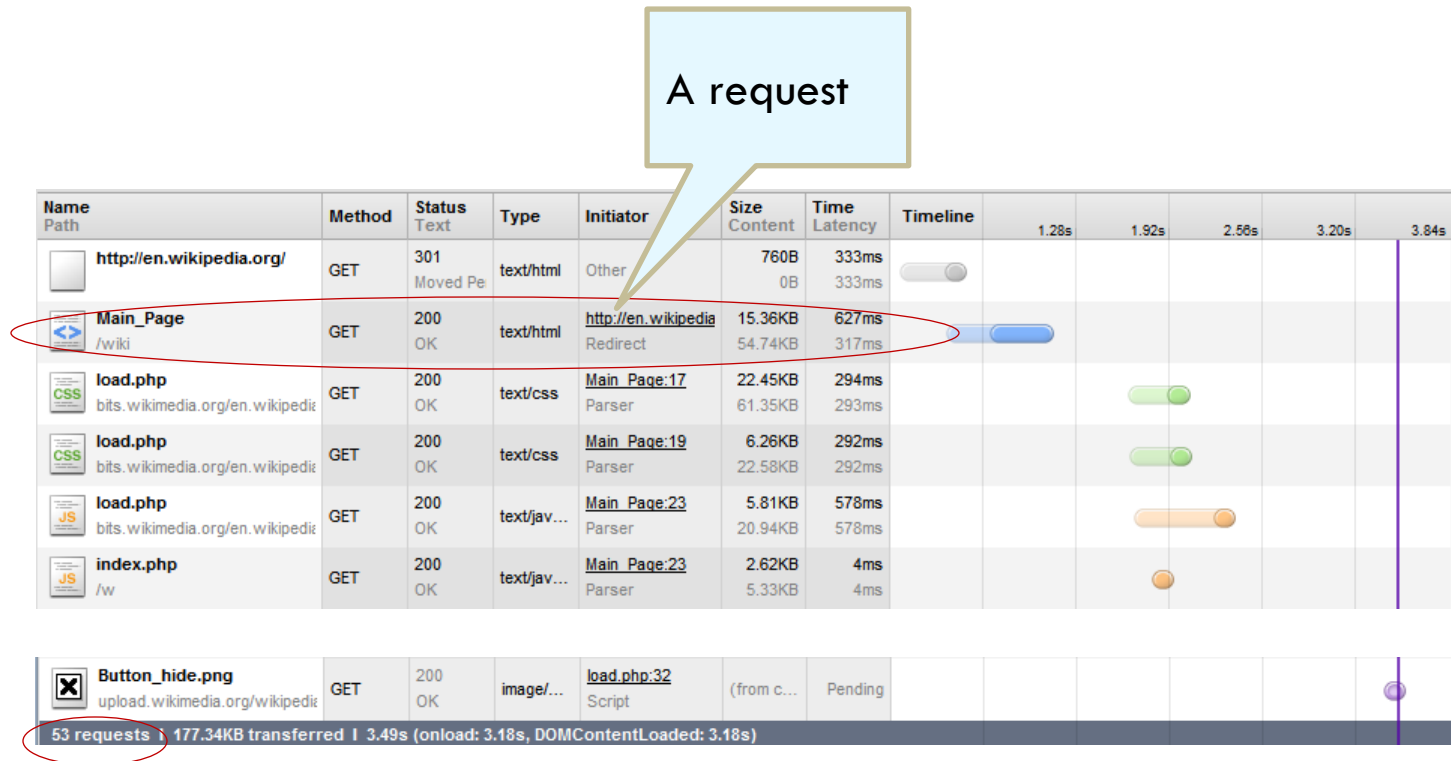 A request
Name Method Status Type Initiator Size Time Timeline
Path Text Content Latency
1.28s 1.92s 2.56s 3.20s 3.84s
http://en.wikipedia.org/ GET 301 text/html Other 760B 333ms
Moved Pe 0B 333ms
Main_Page GET 200 text/html http://en.wikipedia 15.36KB 627ms
/wiki OK Redirect 54.74KB 317ms
CSS load.php GET 200 text/css Main_Page:17 22.45KB 294ms
bits.wikimedia.org/en.wikipedia OK Parser 61.35KB 293ms
CSS load.php GET 200 text/css Main_Page:19 6.26KB 292ms
bits.wikimedia.org/en.wikipedia OK Parser 22.58KB 292ms
JS load.php GET 200 text/jav... Main_Page:23 5.81KB 578ms
bits.wikimedia.org/en.wikipedia OK Parser 20.94KB 578ms
JS index.php GET 200 text/jav... Main_Page:23 2.62KB 4ms
/w OK Parser 5.33KB 4ms
Button_hide.png GET 200 image/... load.php:32 (from c... Pending
upload.wikimedia.org/wikipedia OK Script
53 requests | 177.34KB transferred | 3.49s (onload: 3.18s, DOMContentLoaded: 3.18s)